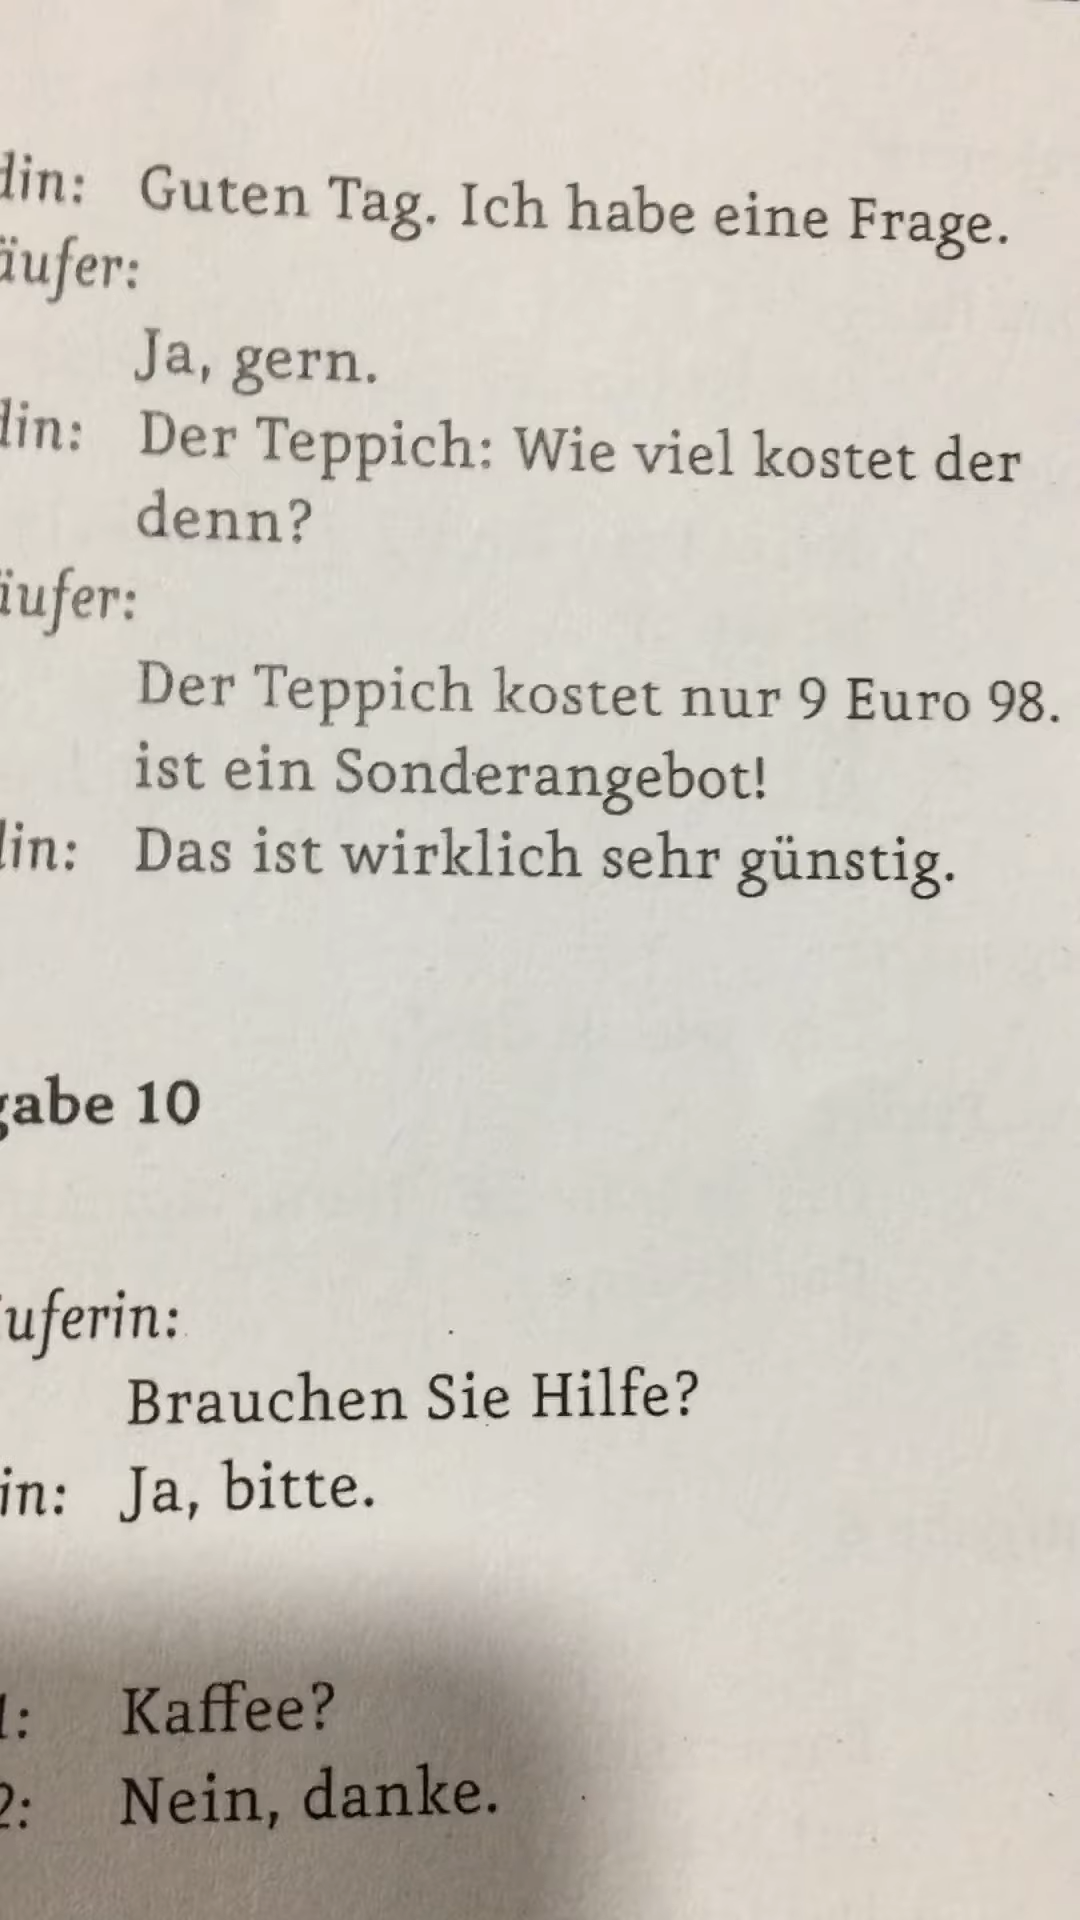 din: Guten Tag. Ich habe eine Frage.
äufer:
Ja, gern.
din: Der Teppich: Wie viel kostet der
denn?
äufer:
Der Teppich kostet nur 9 Euro 98.
ist ein Sonderangebot!
din: Das ist wirklich sehr günstig.
gabe 10
uferin:
Brauchen Sie Hilfe?
in: Ja, bitte.
1: Kaffee?
2: Nein, danke.